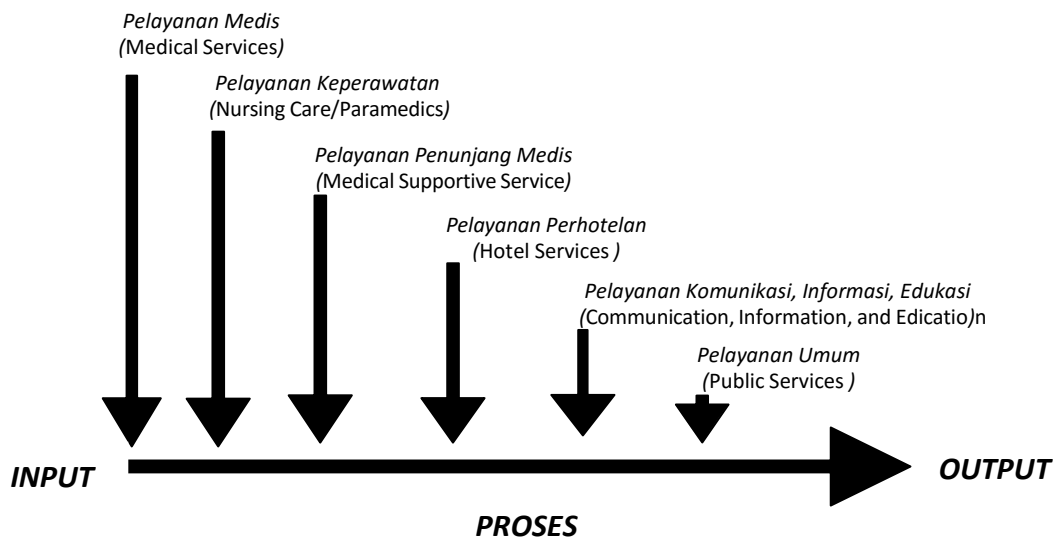 Pelayanan Medis
(Medical Services)
Pelayanan Keperawatan
(Nursing Care/Paramedics)
Pelayanan Penunjang Medis
(Medical Supportive Service)
Pelayanan Perhotelan
(Hotel Services )
Pelayanan Komunikasi, Informasi, Edukasi
(Communication, Information, and Edicatio)n
Pelayanan Umum
(Public Services )
INPUT
OUTPUT
PROSES